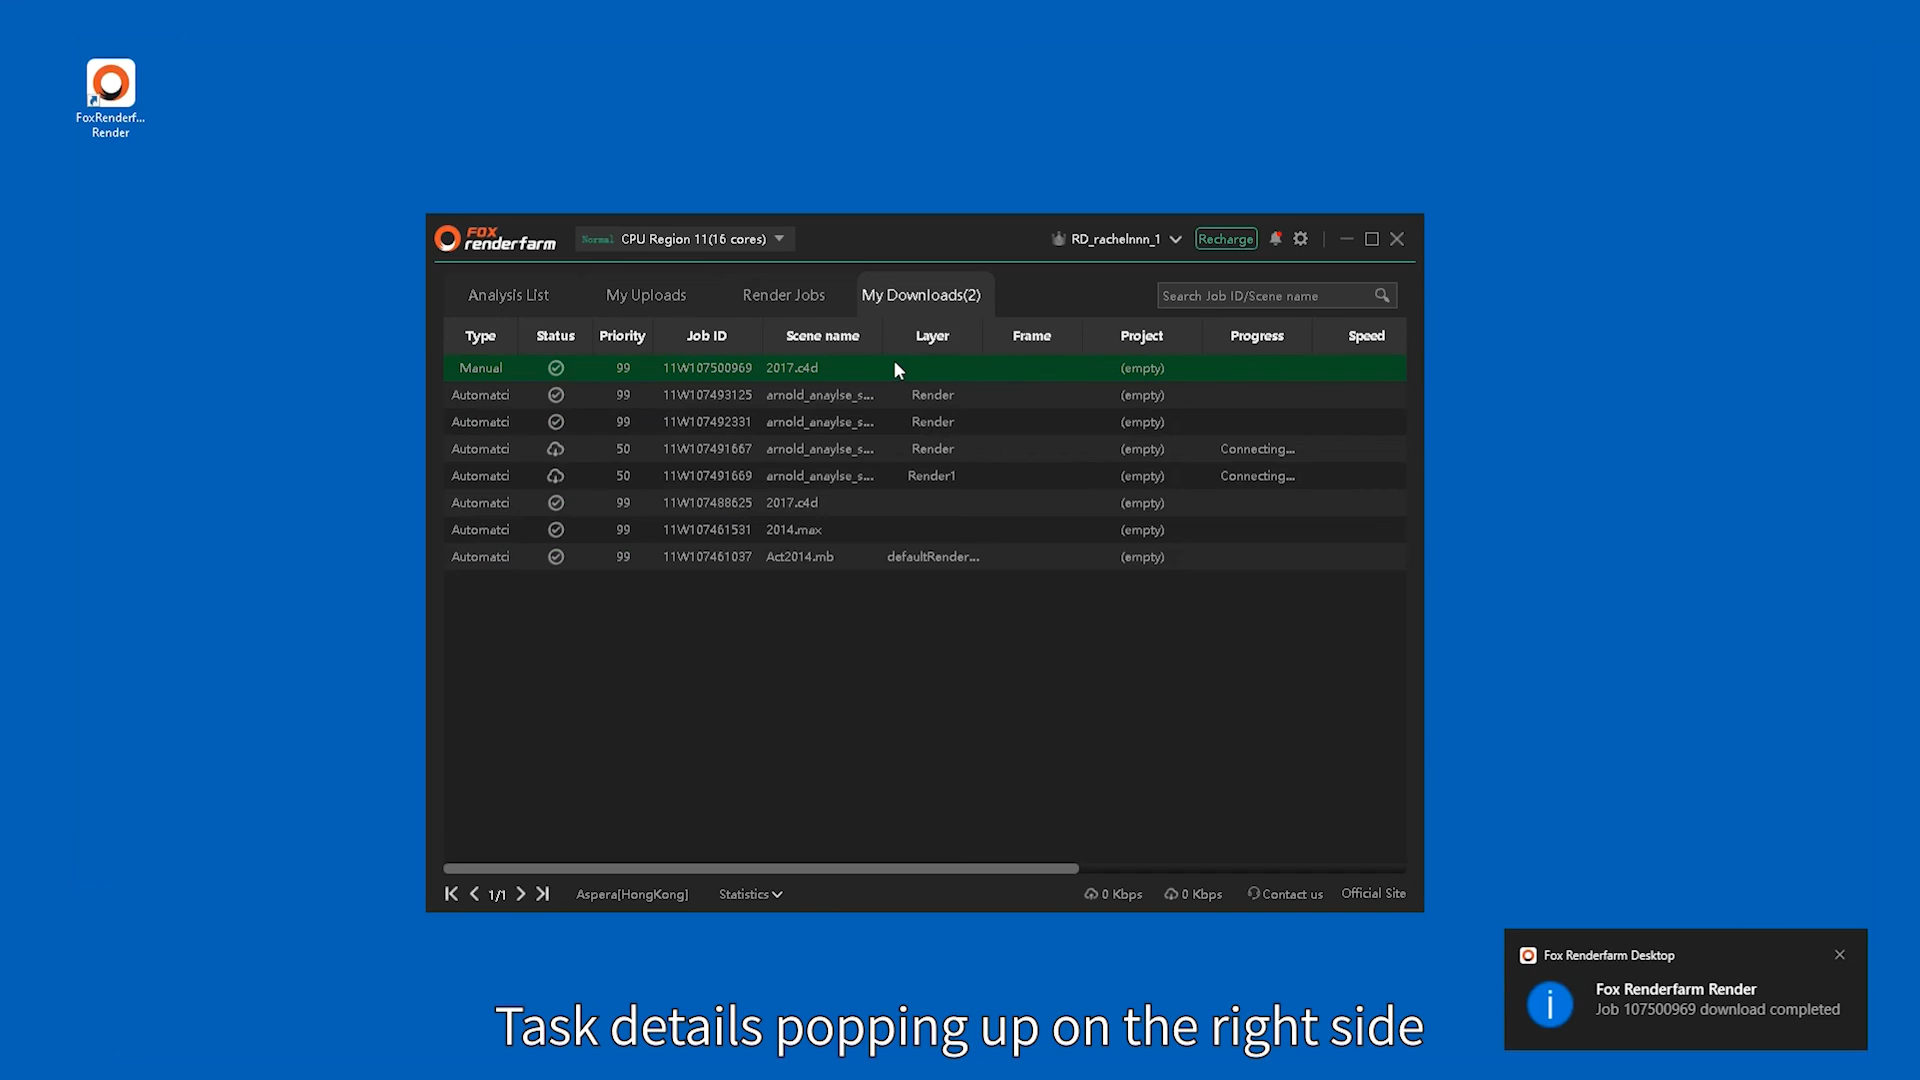 FoxRenderf...
Render
FOX
renderfarm
Normal CPU Region 11(16 cores)
RD_rachelnnn_1
Recharge
Analysis List
My Uploads
Render Jobs
My Downloads(2)
Search Job ID/Scene name
Type Status Priority Job ID Scene name Layer Frame Project Progress Speed
Manual 99 11W107500969 2017.c4d (empty)
Automatci 99 11W107493125 arnold_anaylse_s... Render (empty)
Automatci 99 11W107492331 arnold_anaylse_s... Render (empty)
Automatci 50 11W107491667 arnold_anaylse_s... Render (empty) Connecting...
Automatci 50 11W107491669 arnold_anaylse_s... Render1 (empty) Connecting...
Automatci 99 11W107488625 2017.c4d (empty)
Automatci 99 11W107461531 2014.max (empty)
Automatci 99 11W107461037 Act2014.mb defaultRender... (empty)
1/1 Aspera[HongKong] Statistics 0 Kbps 0 Kbps Contact us Official Site
Fox Renderfarm Desktop
Fox Renderfarm Render
Job 107500969 download completed
Task details popping up on the right side